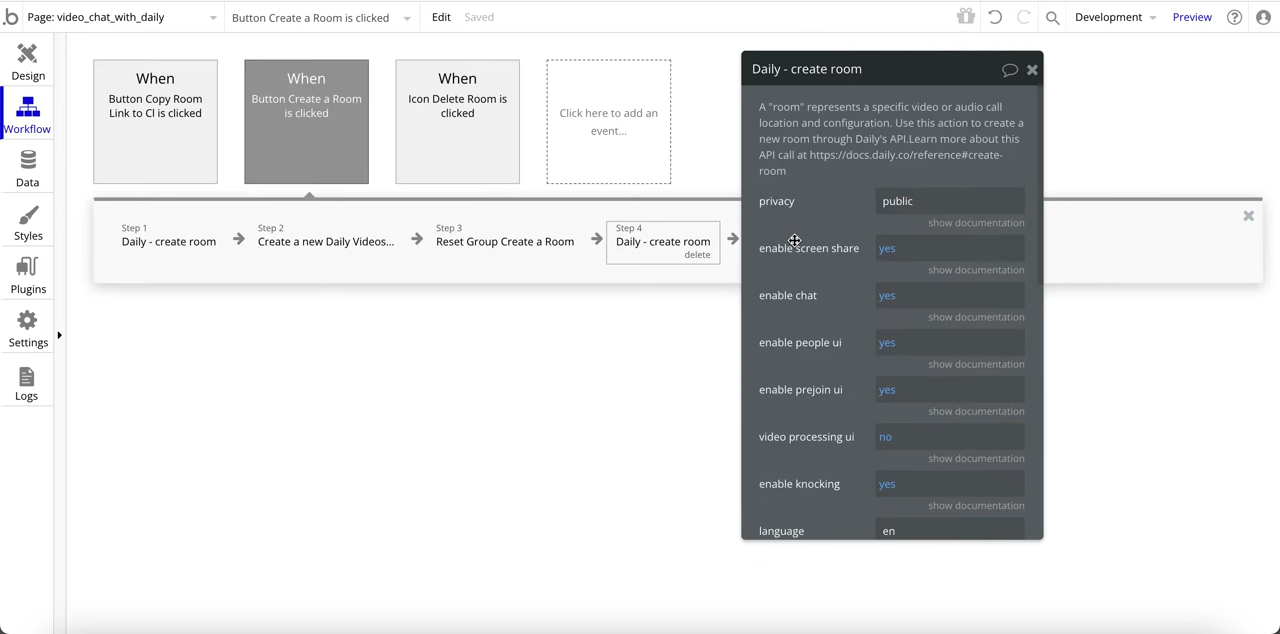 .b Page: video_chat_with_daily Button Create a Room is clicked Edit Saved Development Preview ?
Design
Workflow
Data
Styles
Plugins
Settings
Logs
When
Button Copy Room
Link to Cl is clicked
When
Button Create a Room
is clicked
When
Icon Delete Room is
clicked
Click here to add an
event...
Step 1
Daily - create room
Step 2
Create a new Daily Videos...
Step 3
Reset Group Create a Room
Step 4
Daily - create room
delete
Daily - create room
A "room" represents a specific video or audio call
location and configuration. Use this action to create a
new room through Daily's API.Learn more about this
API call at https://docs.daily.co/reference#create-
room
privacy public
show documentation
enable screen share yes
show documentation
enable chat yes
show documentation
enable people ui yes
show documentation
enable prejoin ui yes
show documentation
video processing ui no
show documentation
enable knocking yes
show documentation
language en